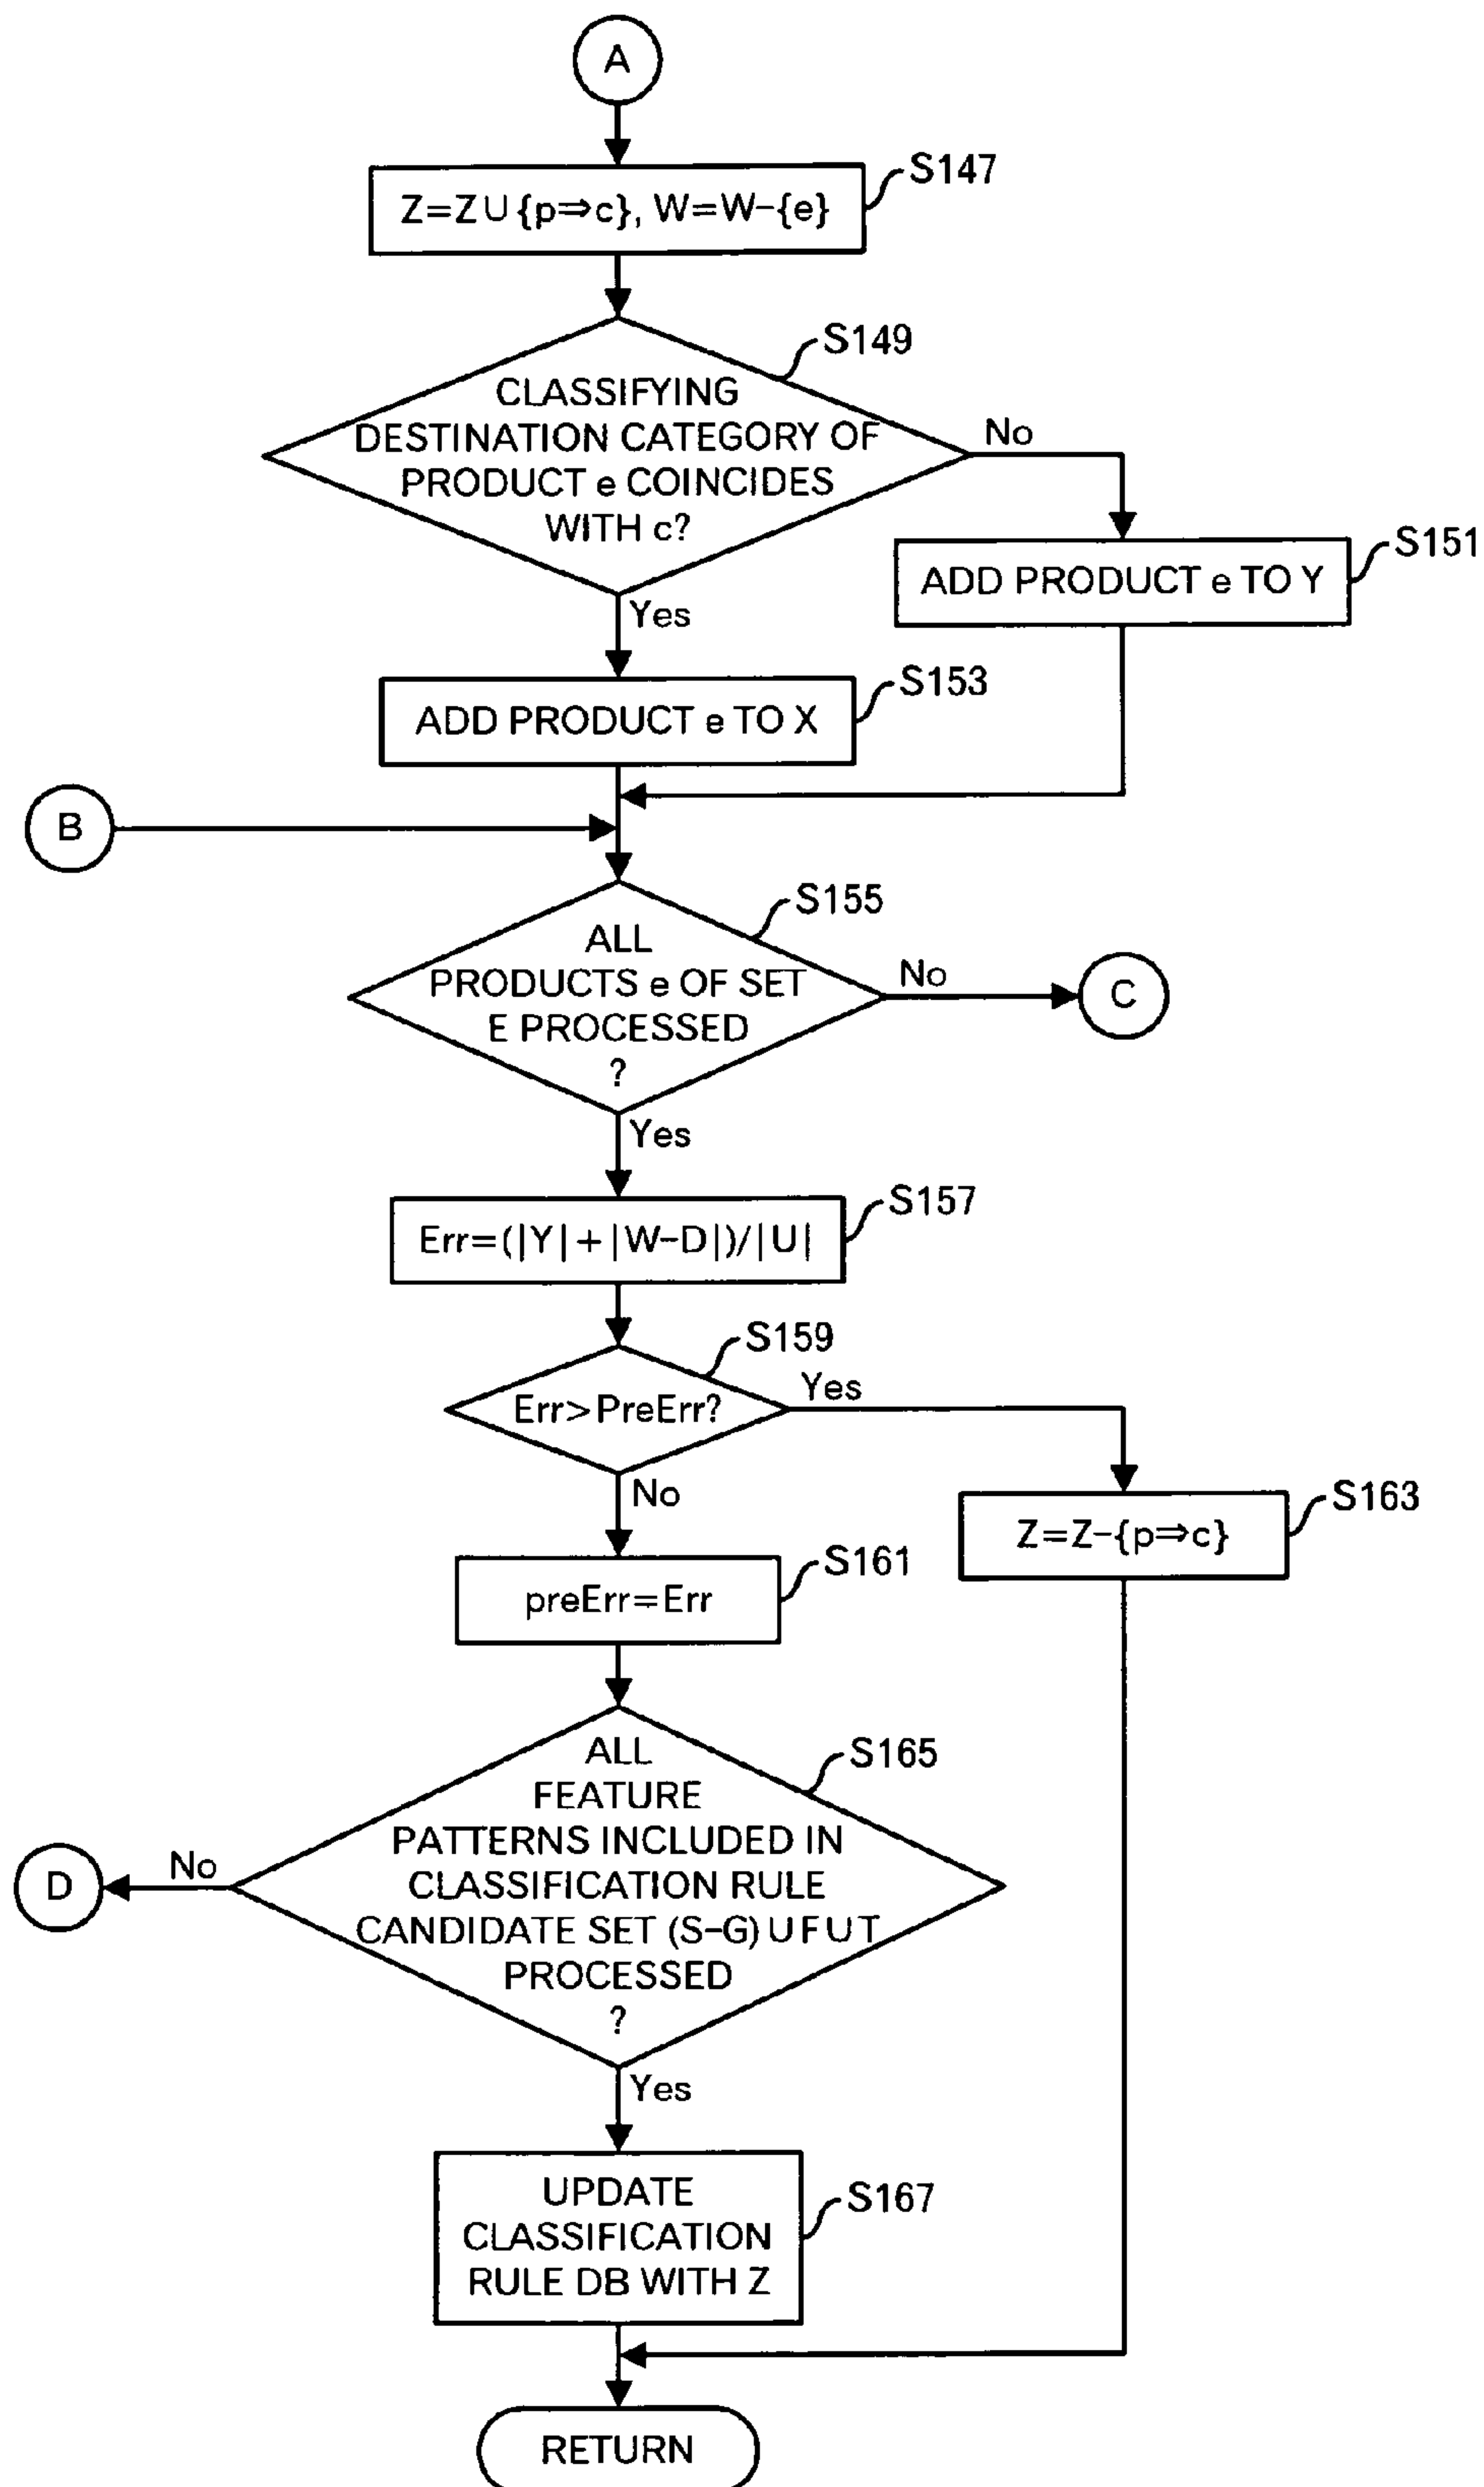 A
S147
Z=Z∪{p⇒c}, W=W-{e}
S149
CLASSIFYING
DESTINATION CATEGORY OF
PRODUCT e COINCIDES
WITH c?
No
S151
ADD PRODUCT e TO Y
Yes
S153
ADD PRODUCT e TO X
B
S155
ALL
PRODUCTS e OF SET
E PROCESSED
?
No
C
Yes
S157
Err=(|Y|+|W-D|)/|U|
S159
Err>PreErr?
Yes
No
S163
Z=Z-{p⇒c}
S161
preErr=Err
S165
ALL
FEATURE
PATTERNS INCLUDED IN
CLASSIFICATION RULE
CANDIDATE SET (S-G)∪F∪T
PROCESSED
?
No
D
Yes
S167
UPDATE
CLASSIFICATION
RULE DB WITH Z
RETURN